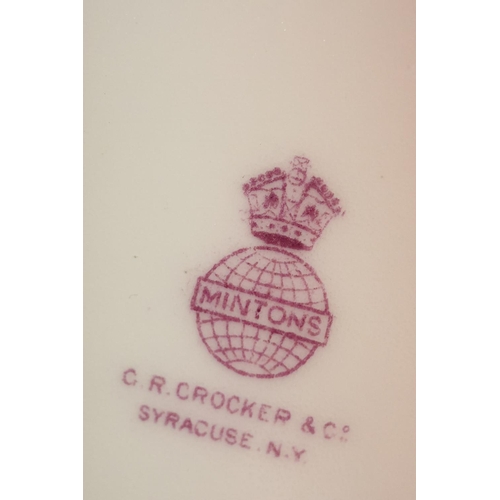 MINTONS
G. R. CROCKER & Co
SYRACUSE. N.Y.